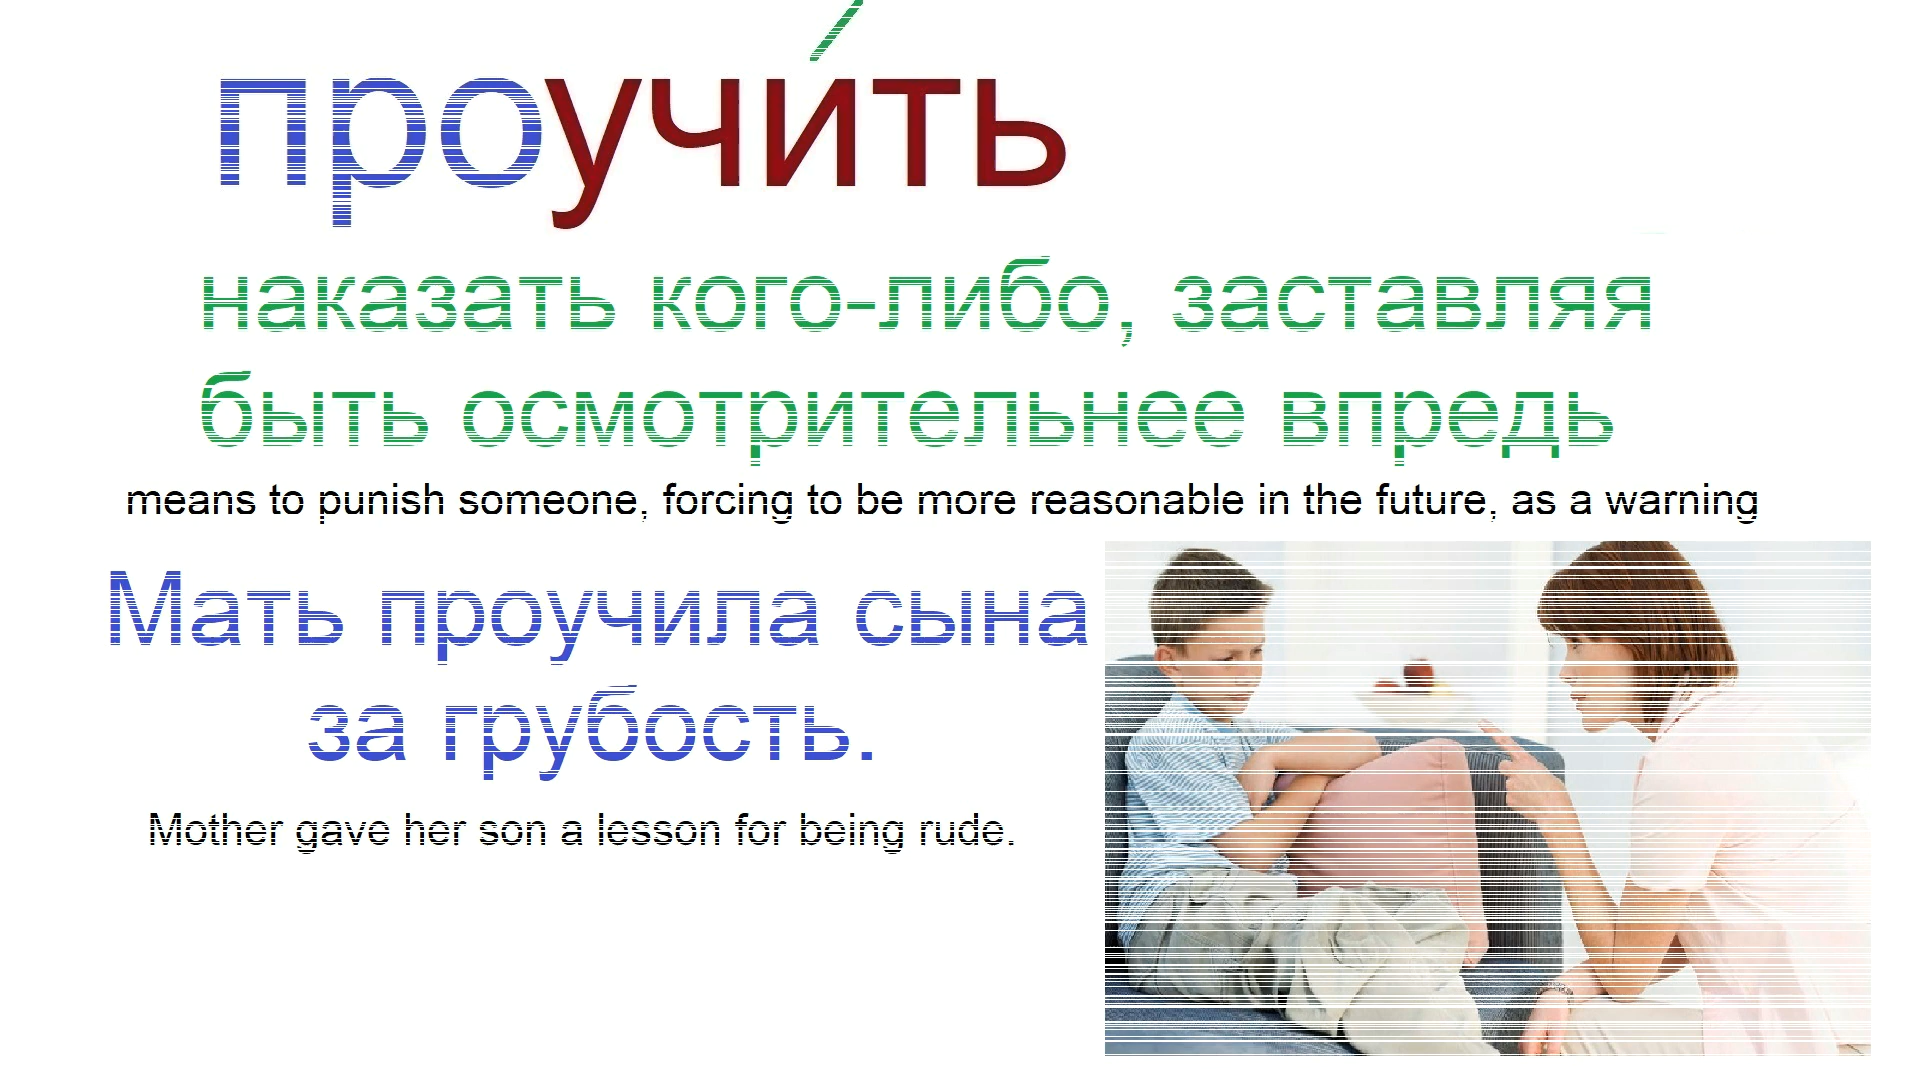 проучи́ть
наказать кого-либо, заставляя
быть осмотрительнее впредь
means to punish someone, forcing to be more reasonable in the future, as a warning
Мать проучила сына
за грубость.
Mother gave her son a lesson for being rude.